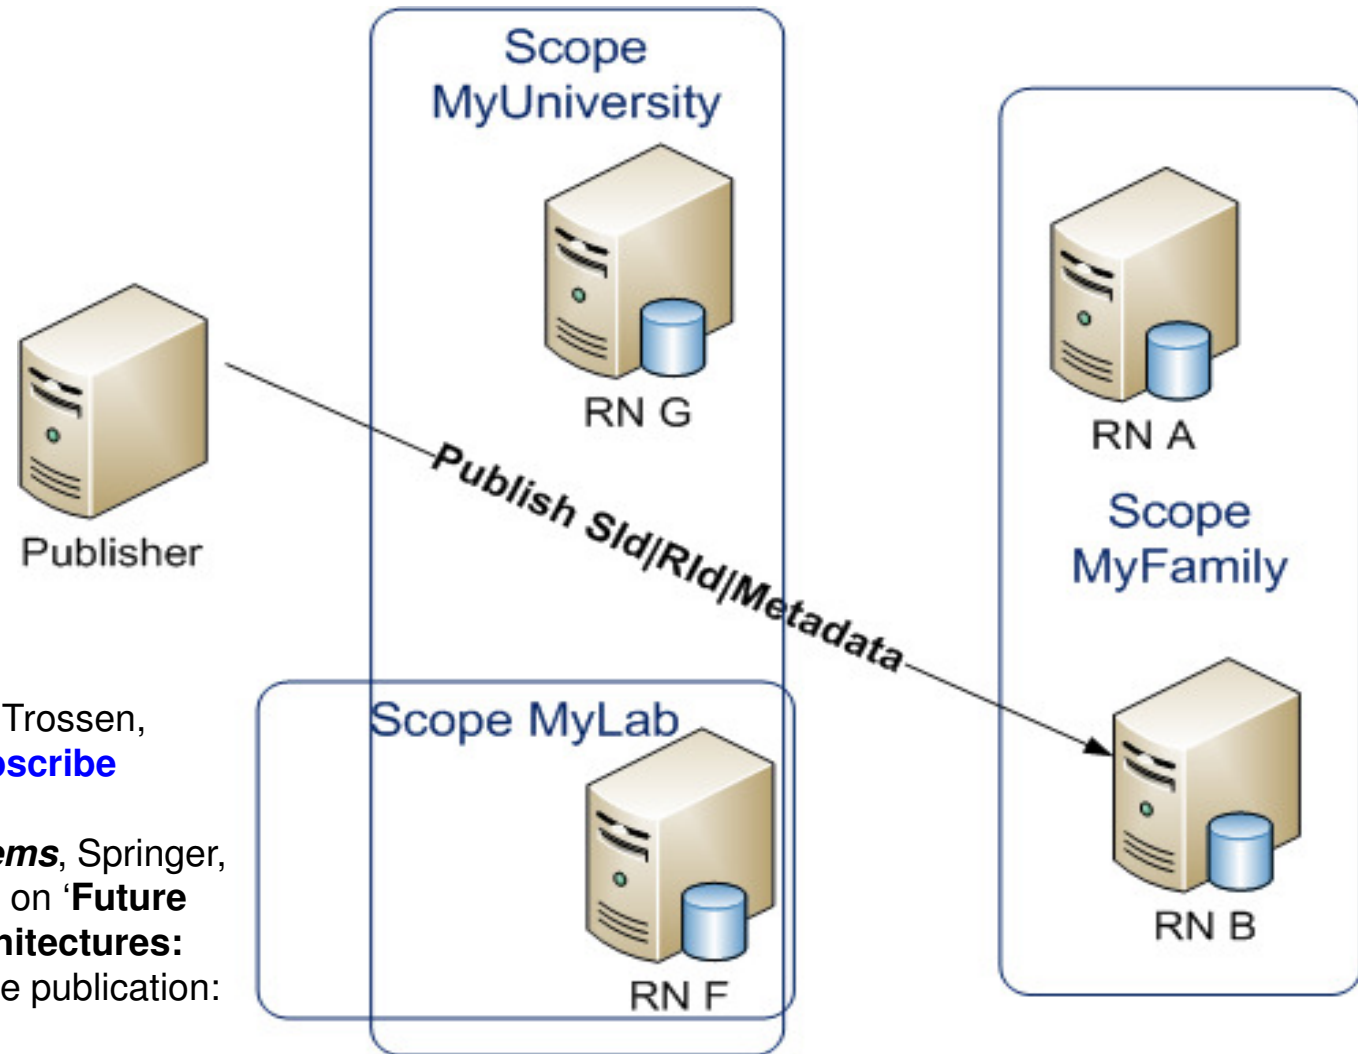 Scope
MyUniversity
RN G
RN A
Scope
MyFamily
Publisher
Publish SId|RId|Metadata
Scope MyLab
RN F
RN B
Trossen,
bscribe
ems, Springer,
on ‘Future
hitectures:
e publication: